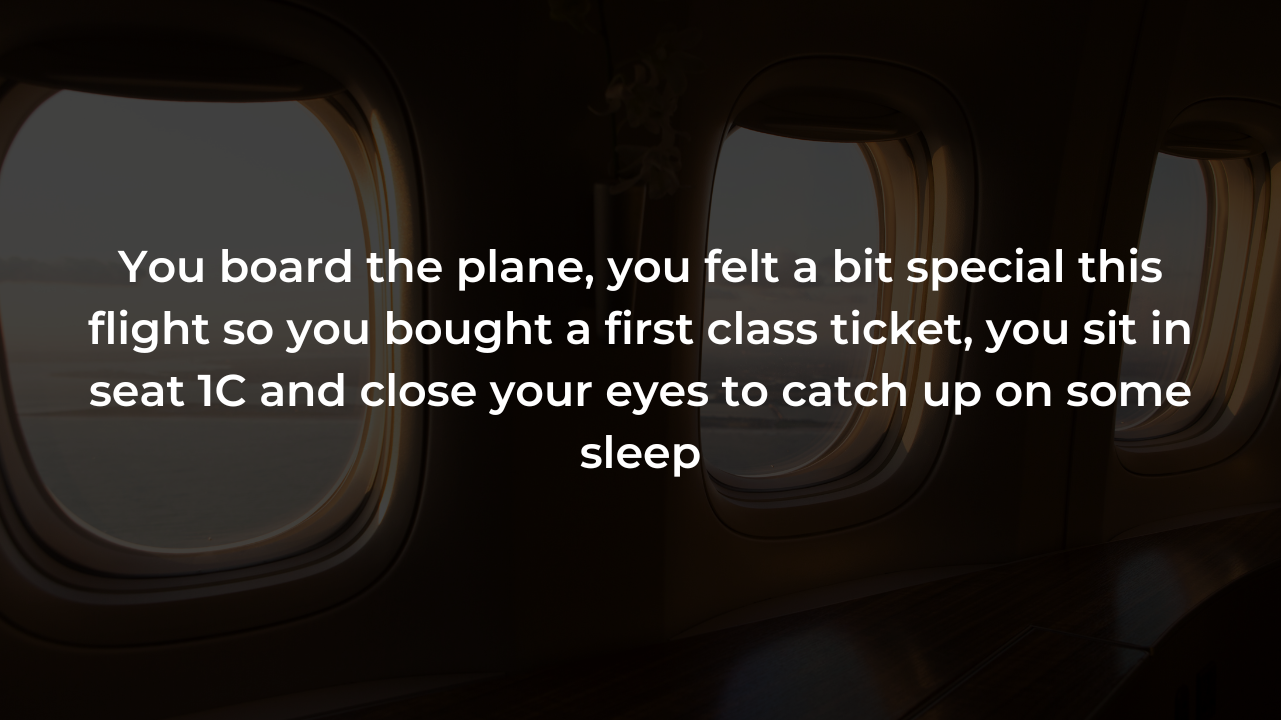 You board the plane, you felt a bit special this
flight so you bought a first class ticket, you sit in
seat 1C and close your eyes to catch up on some
sleep